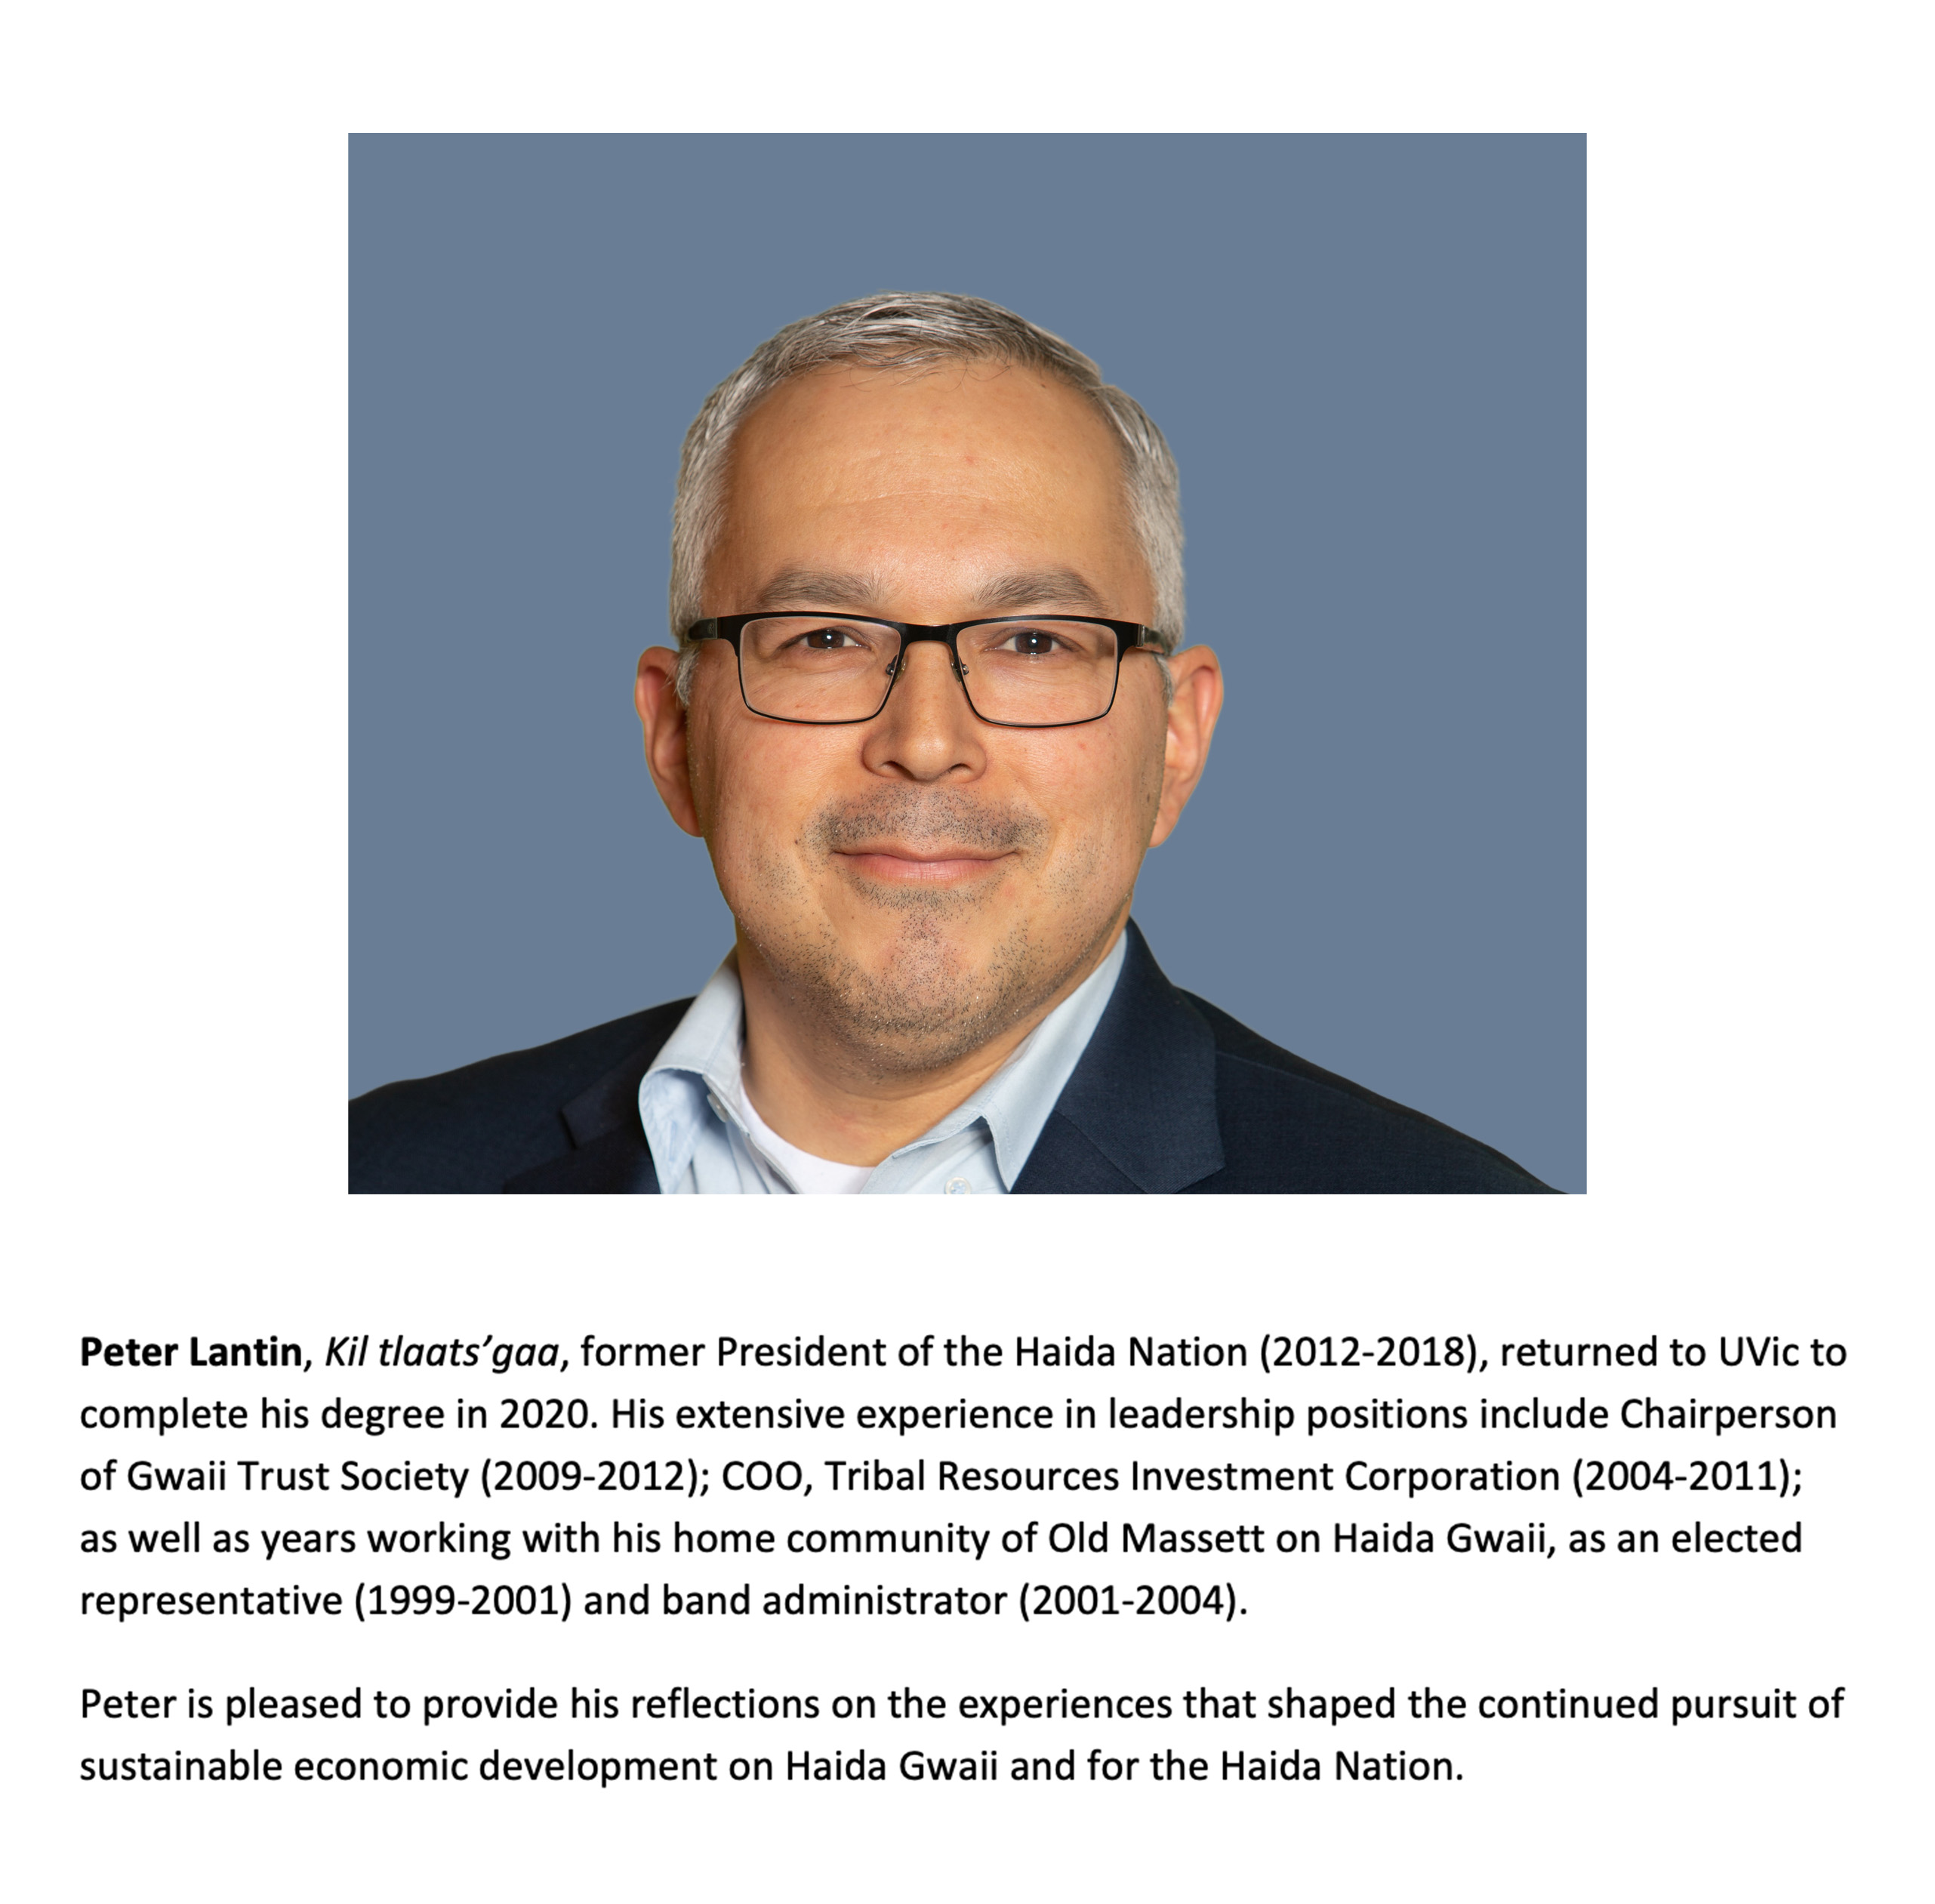 Peter Lantin, Kil tlaats’gaa, former President of the Haida Nation (2012-2018), returned to UVic to
complete his degree in 2020. His extensive experience in leadership positions include Chairperson
of Gwaii Trust Society (2009-2012); COO, Tribal Resources Investment Corporation (2004-2011);
as well as years working with his home community of Old Massett on Haida Gwaii, as an elected
representative (1999-2001) and band administrator (2001-2004).
Peter is pleased to provide his reflections on the experiences that shaped the continued pursuit of
sustainable economic development on Haida Gwaii and for the Haida Nation.